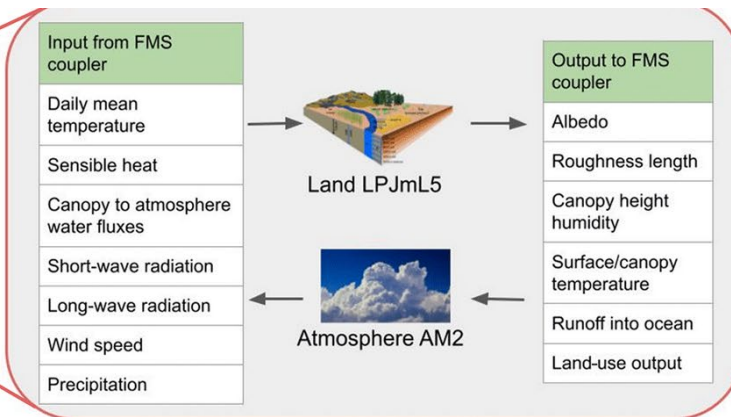 Input from FMS
coupler
Daily mean
temperature
Sensible heat
Canopy to atmosphere
water fluxes
Short-wave radiation
Long-wave radiation
Wind speed
Precipitation
Land LPJmL5
Atmosphere AM2
Output to FMS
coupler
Albedo
Roughness length
Canopy height
humidity
Surface/canopy
temperature
Runoff into ocean
Land-use output